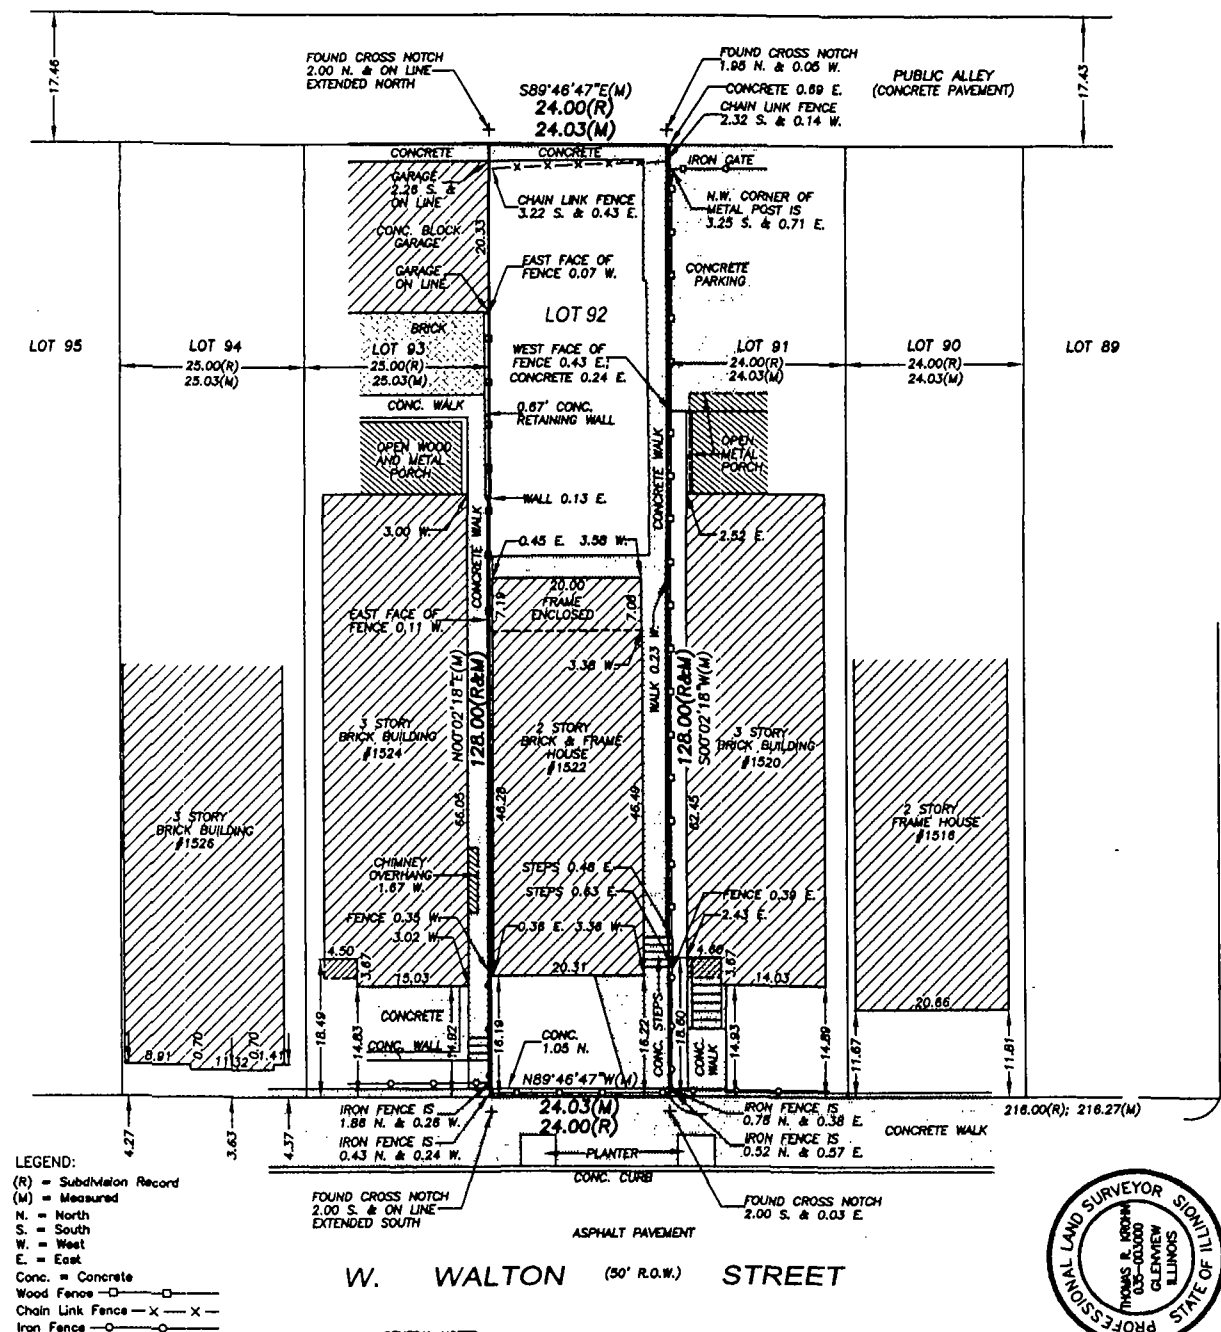 17.46
FOUND CROSS NOTCH
2.00 N. & ON LINE
EXTENDED NORTH
S89°46'47"E(M)
24.00(R)
24.03(M)
FOUND CROSS NOTCH
1.95 N. & 0.05 W.
CONCRETE 0.69 E.
CHAIN LINK FENCE
2.32 S. & 0.14 W.
PUBLIC ALLEY
(CONCRETE PAVEMENT)
17.43
CONCRETE
CONCRETE
IRON GATE
GARAGE
2.26 S. &
ON LINE
CONC. BLOCK
GARAGE
20.33
CHAIN LINK FENCE
3.22 S. & 0.43 E.
N.W. CORNER OF
METAL POST IS
3.25 S. & 0.71 E.
GARAGE
ON LINE
EAST FACE OF
FENCE 0.07 W.
CONCRETE
PARKING
LOT 92
BRICK
LOT 95
LOT 94
25.00(R)
25.03(M)
LOT 93
25.00(R)
25.03(M)
WEST FACE OF
FENCE 0.43 E.;
CONCRETE 0.24 E.
LOT 91
24.00(R)
24.03(M)
LOT 90
24.00(R)
24.03(M)
LOT 89
CONC. WALK
0.67' CONC.
RETAINING WALL
OPEN WOOD
AND METAL
PORCH
OPEN
METAL
PORCH
CONCRETE WALK
WALL 0.13 E.
3.00 W.
2.52 E.
CONCRETE WALK
0.45 E.
3.58 W.
20.00
FRAME
ENCLOSED
7.19
7.06
EAST FACE OF
FENCE 0.11 W.
3.38 W.
WALK 0.23 W.
N00°02'18"E(M)
128.00(R&M)
128.00(R&M)
S00°02'18"W(M)
3 STORY
BRICK BUILDING
#1524
2 STORY
BRICK & FRAME
HOUSE
#1522
3 STORY
BRICK BUILDING
#1520
66.05
46.28
46.49
62.45
3 STORY
BRICK BUILDING
#1526
2 STORY
FRAME HOUSE
#1516
CHIMNEY
OVERHANG
1.67 W.
STEPS 0.46 E.
STEPS 0.63 E.
FENCE 0.39 E.
2.43 E.
FENCE 0.35 W.
3.02 W.
0.36 E.
3.36 W.
4.50
3.67
15.03
20.31
4.66
3.67
14.03
20.66
CONCRETE
CONC. WALL
18.49
14.83
14.82
16.19
CONC.
1.05 N.
16.22
CONC. STEPS
18.60
CONC. WALK
14.93
14.89
11.67
11.81
8.91
0.70
11.32
0.70
1.41
N89°46'47"W(M)
24.03(M)
24.00(R)
IRON FENCE IS
1.86 N. & 0.26 W.
IRON FENCE IS
0.43 N. & 0.24 W.
IRON FENCE IS
0.76 N. & 0.38 E.
IRON FENCE IS
0.52 N. & 0.57 E.
216.00(R); 216.27(M)
CONCRETE WALK
4.27
3.63
4.57
PLANTER
CONC. CURB
FOUND CROSS NOTCH
2.00 S. & ON LINE
EXTENDED SOUTH
FOUND CROSS NOTCH
2.00 S. & 0.03 E.
ASPHALT PAVEMENT
W. WALTON (50' R.O.W.) STREET
LEGEND:
(R) = Subdivision Record
(M) = Measured
N. = North
S. = South
W. = West
E. = East
Conc. = Concrete
Wood Fence
Chain Link Fence
Iron Fence
PROFESSIONAL LAND SURVEYOR
STATE OF ILLINOIS
THOMAS R. KROHN
035-003000
GLENVIEW
ILLINOIS